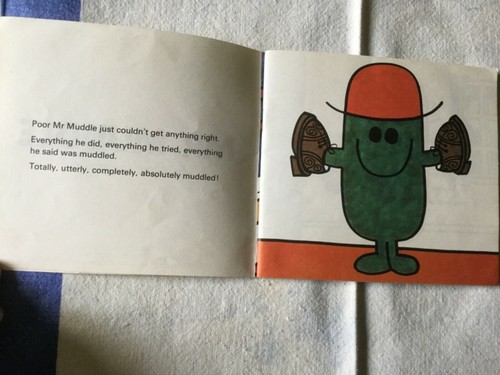 Poor Mr Muddle just couldn't get anything right.
Everything he did, everything he tried, everything
he said was muddled.
Totally, utterly, completely, absolutely muddled!